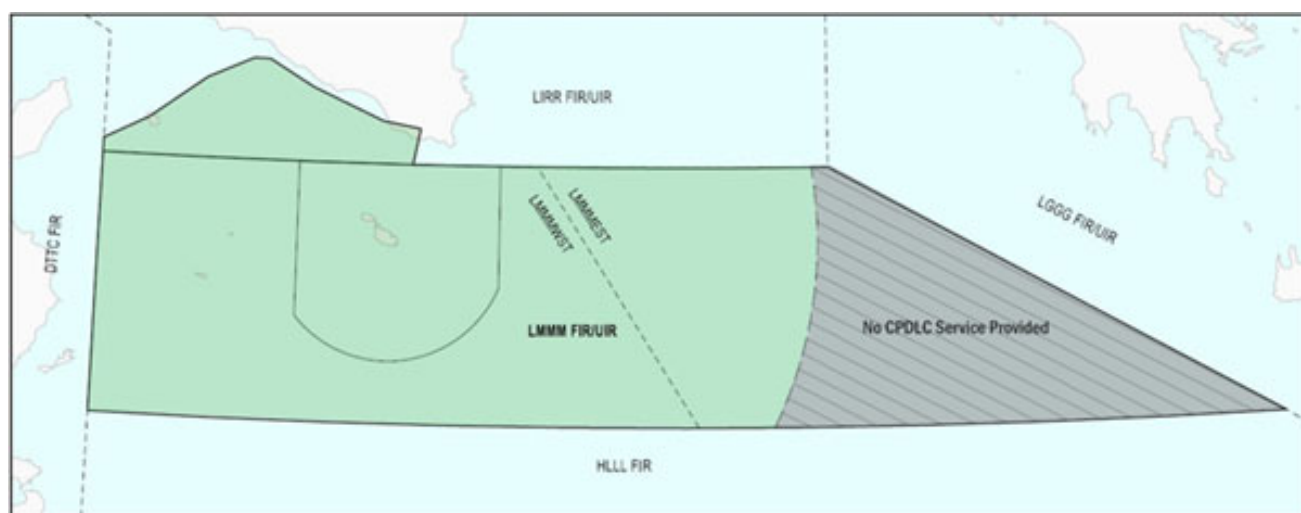 LIRR FIR/UIR
LGGG FIR/UIR
DTTC FIR
LMMMEST
LMMMWST
LMMM FIR/UIR
No CPDLC Service Provided
HLLL FIR